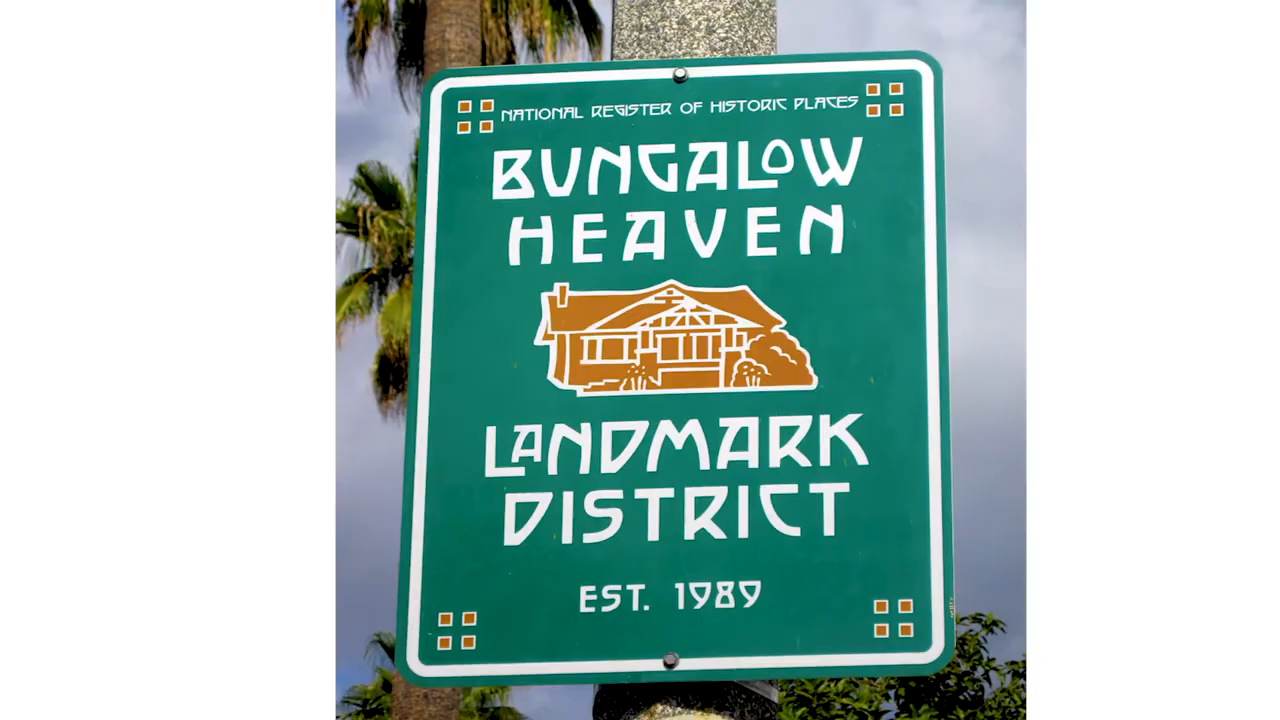 NATIONAL REGISTER OF HISTORIC PLACES
BUNGALOW
HEAVEN
LANDMARK
DISTRICT
EST. 1989